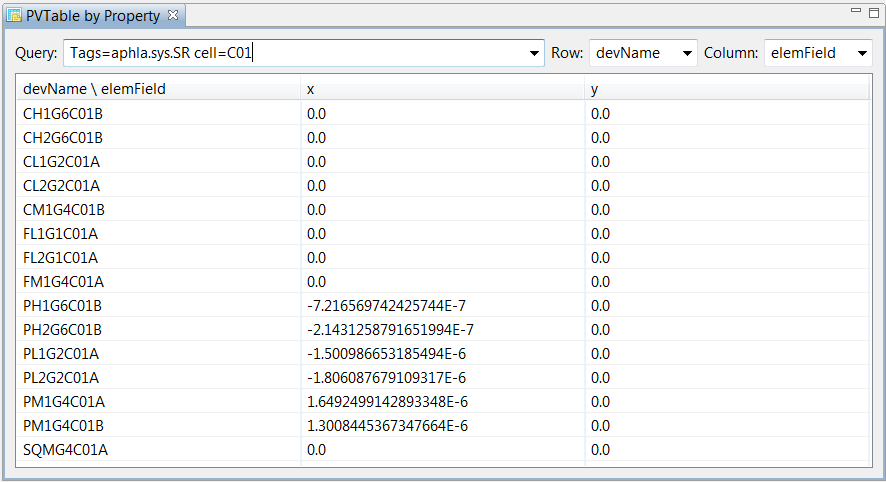 PVTable by Property
Query: Tags=aphla.sys.SR cell=C01 Row: devName Column: elemField
devName \ elemField x y
CH1G6C01B 0.0 0.0
CH2G6C01B 0.0 0.0
CL1G2C01A 0.0 0.0
CL2G2C01A 0.0 0.0
CM1G4C01B 0.0 0.0
FL1G1C01A 0.0 0.0
FL2G1C01A 0.0 0.0
FM1G4C01A 0.0 0.0
PH1G6C01B -7.216569742425744E-7 0.0
PH2G6C01B -2.1431258791651994E-7 0.0
PL1G2C01A -1.500986653185494E-6 0.0
PL2G2C01A -1.806087679109317E-6 0.0
PM1G4C01A 1.6492499142893348E-6 0.0
PM1G4C01B 1.3008445367347664E-6 0.0
SQMG4C01A 0.0 0.0